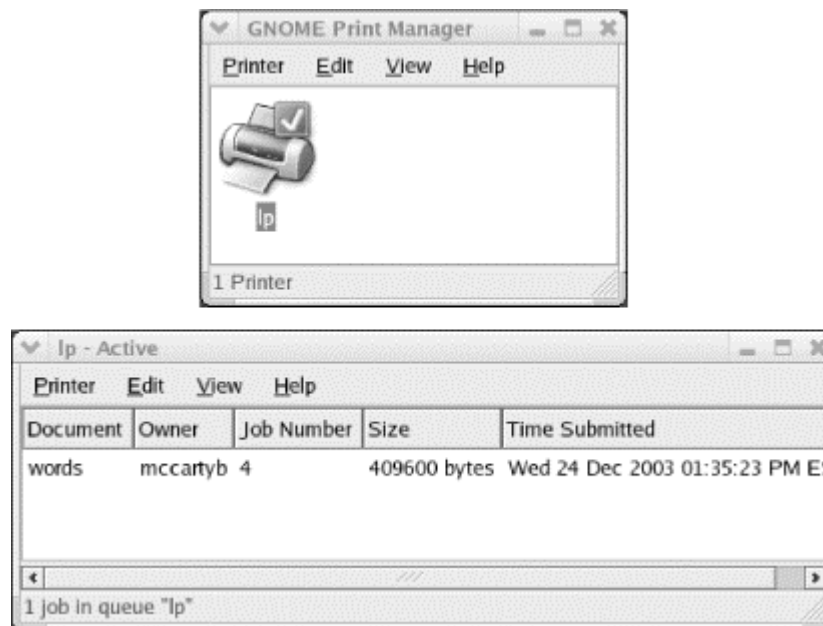 GNOME Print Manager
Printer Edit View Help
lp
1 Printer
lp - Active
Printer Edit View Help
Document Owner Job Number Size Time Submitted
words mccartyb 4 409600 bytes Wed 24 Dec 2003 01:35:23 PM
1 job in queue "lp"